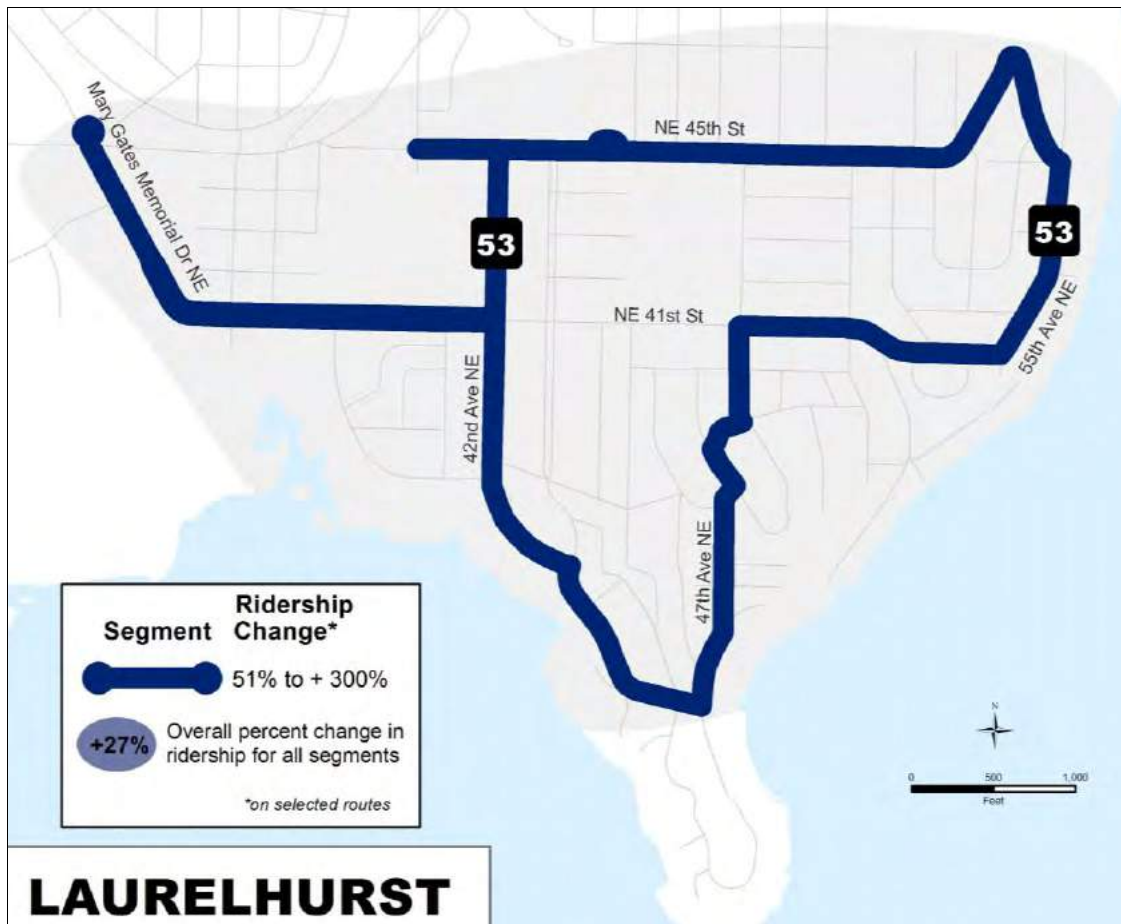 Mary Gates Memorial Dr NE
NE 45th St
53
53
NE 41st St
55th Ave NE
42nd Ave NE
47th Ave NE
Segment
Ridership
Change*
51% to + 300%
+27%
Overall percent change in
ridership for all segments
*on selected routes
N
0 500 1,000
Feet
LAURELHURST